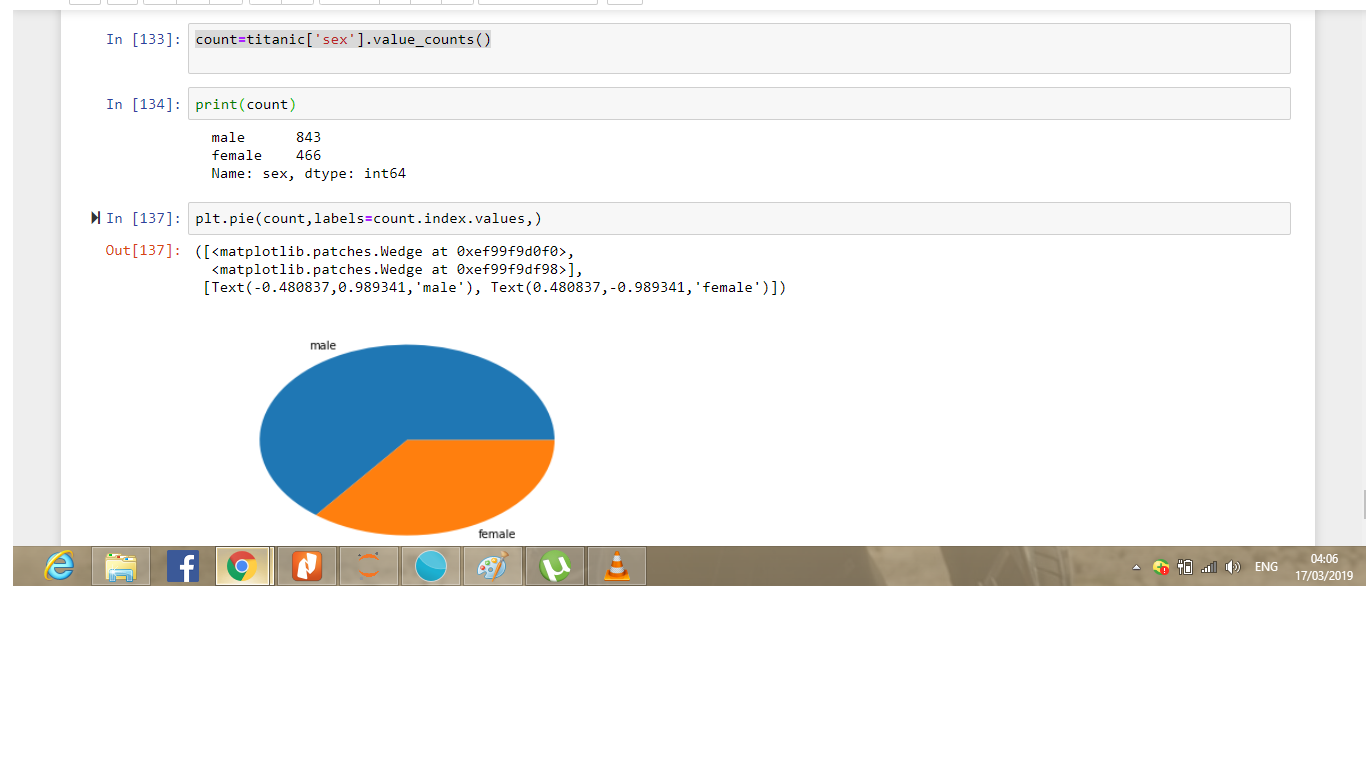 In [133]: count=titanic['sex'].value_counts()
In [134]: print(count)
male      843
female    466
Name: sex, dtype: int64
In [137]: plt.pie(count,labels=count.index.values,)
Out[137]: ([<matplotlib.patches.Wedge at 0xef99f9d0f0>,
<matplotlib.patches.Wedge at 0xef99f9df98>],
[Text(-0.480837,0.989341,'male'), Text(0.480837,-0.989341,'female')])
male
female
ENG
04:06
17/03/2019